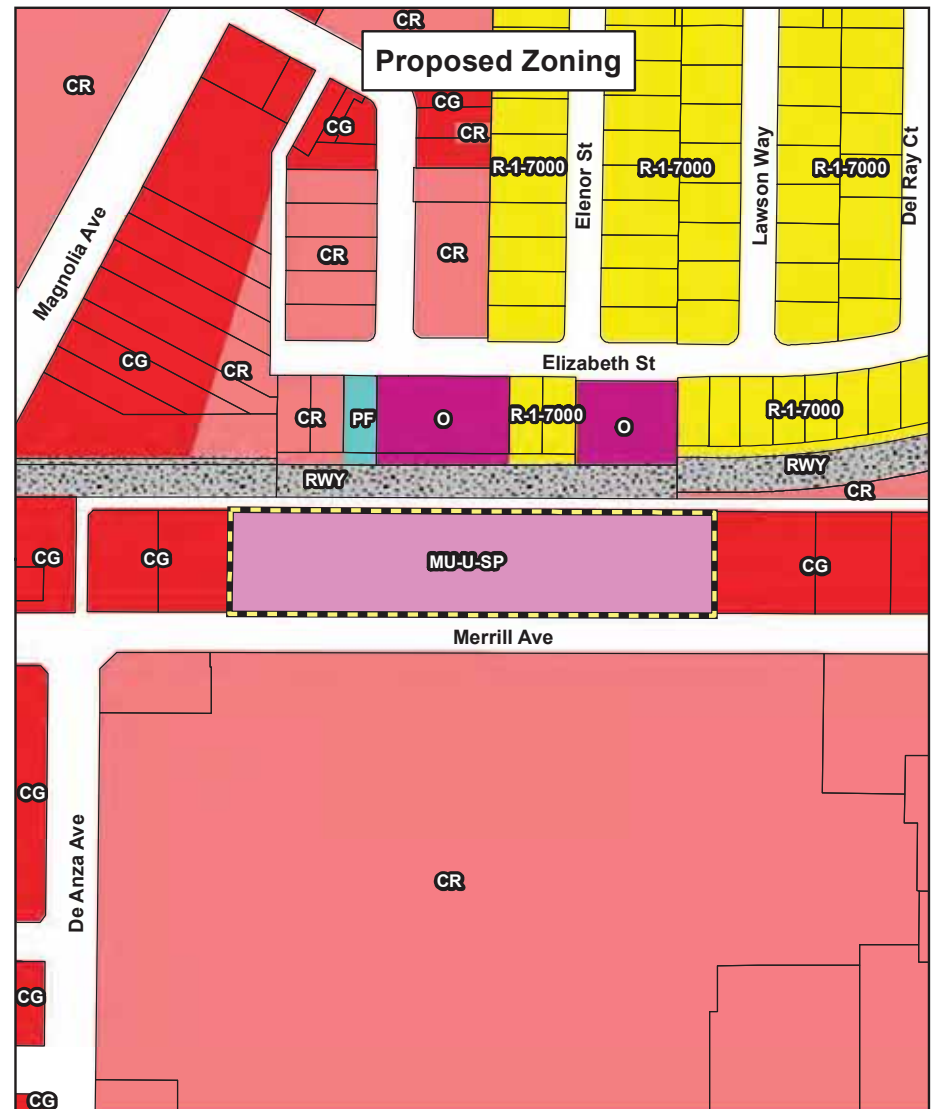 CR
Proposed Zoning
CR
CG
CR
CG
R-1-7000
R-1-7000
R-1-7000
Elenor St
Lawson Way
Del Ray Ct
Magnolia Ave
CR
CR
Elizabeth St
CG
CR
CR
PF
O
R-1-7000
O
R-1-7000
RWY
RWY
CR
CG
CG
MU-U-SP
CG
Merrill Ave
CG
De Anza Ave
CR
CG
CG